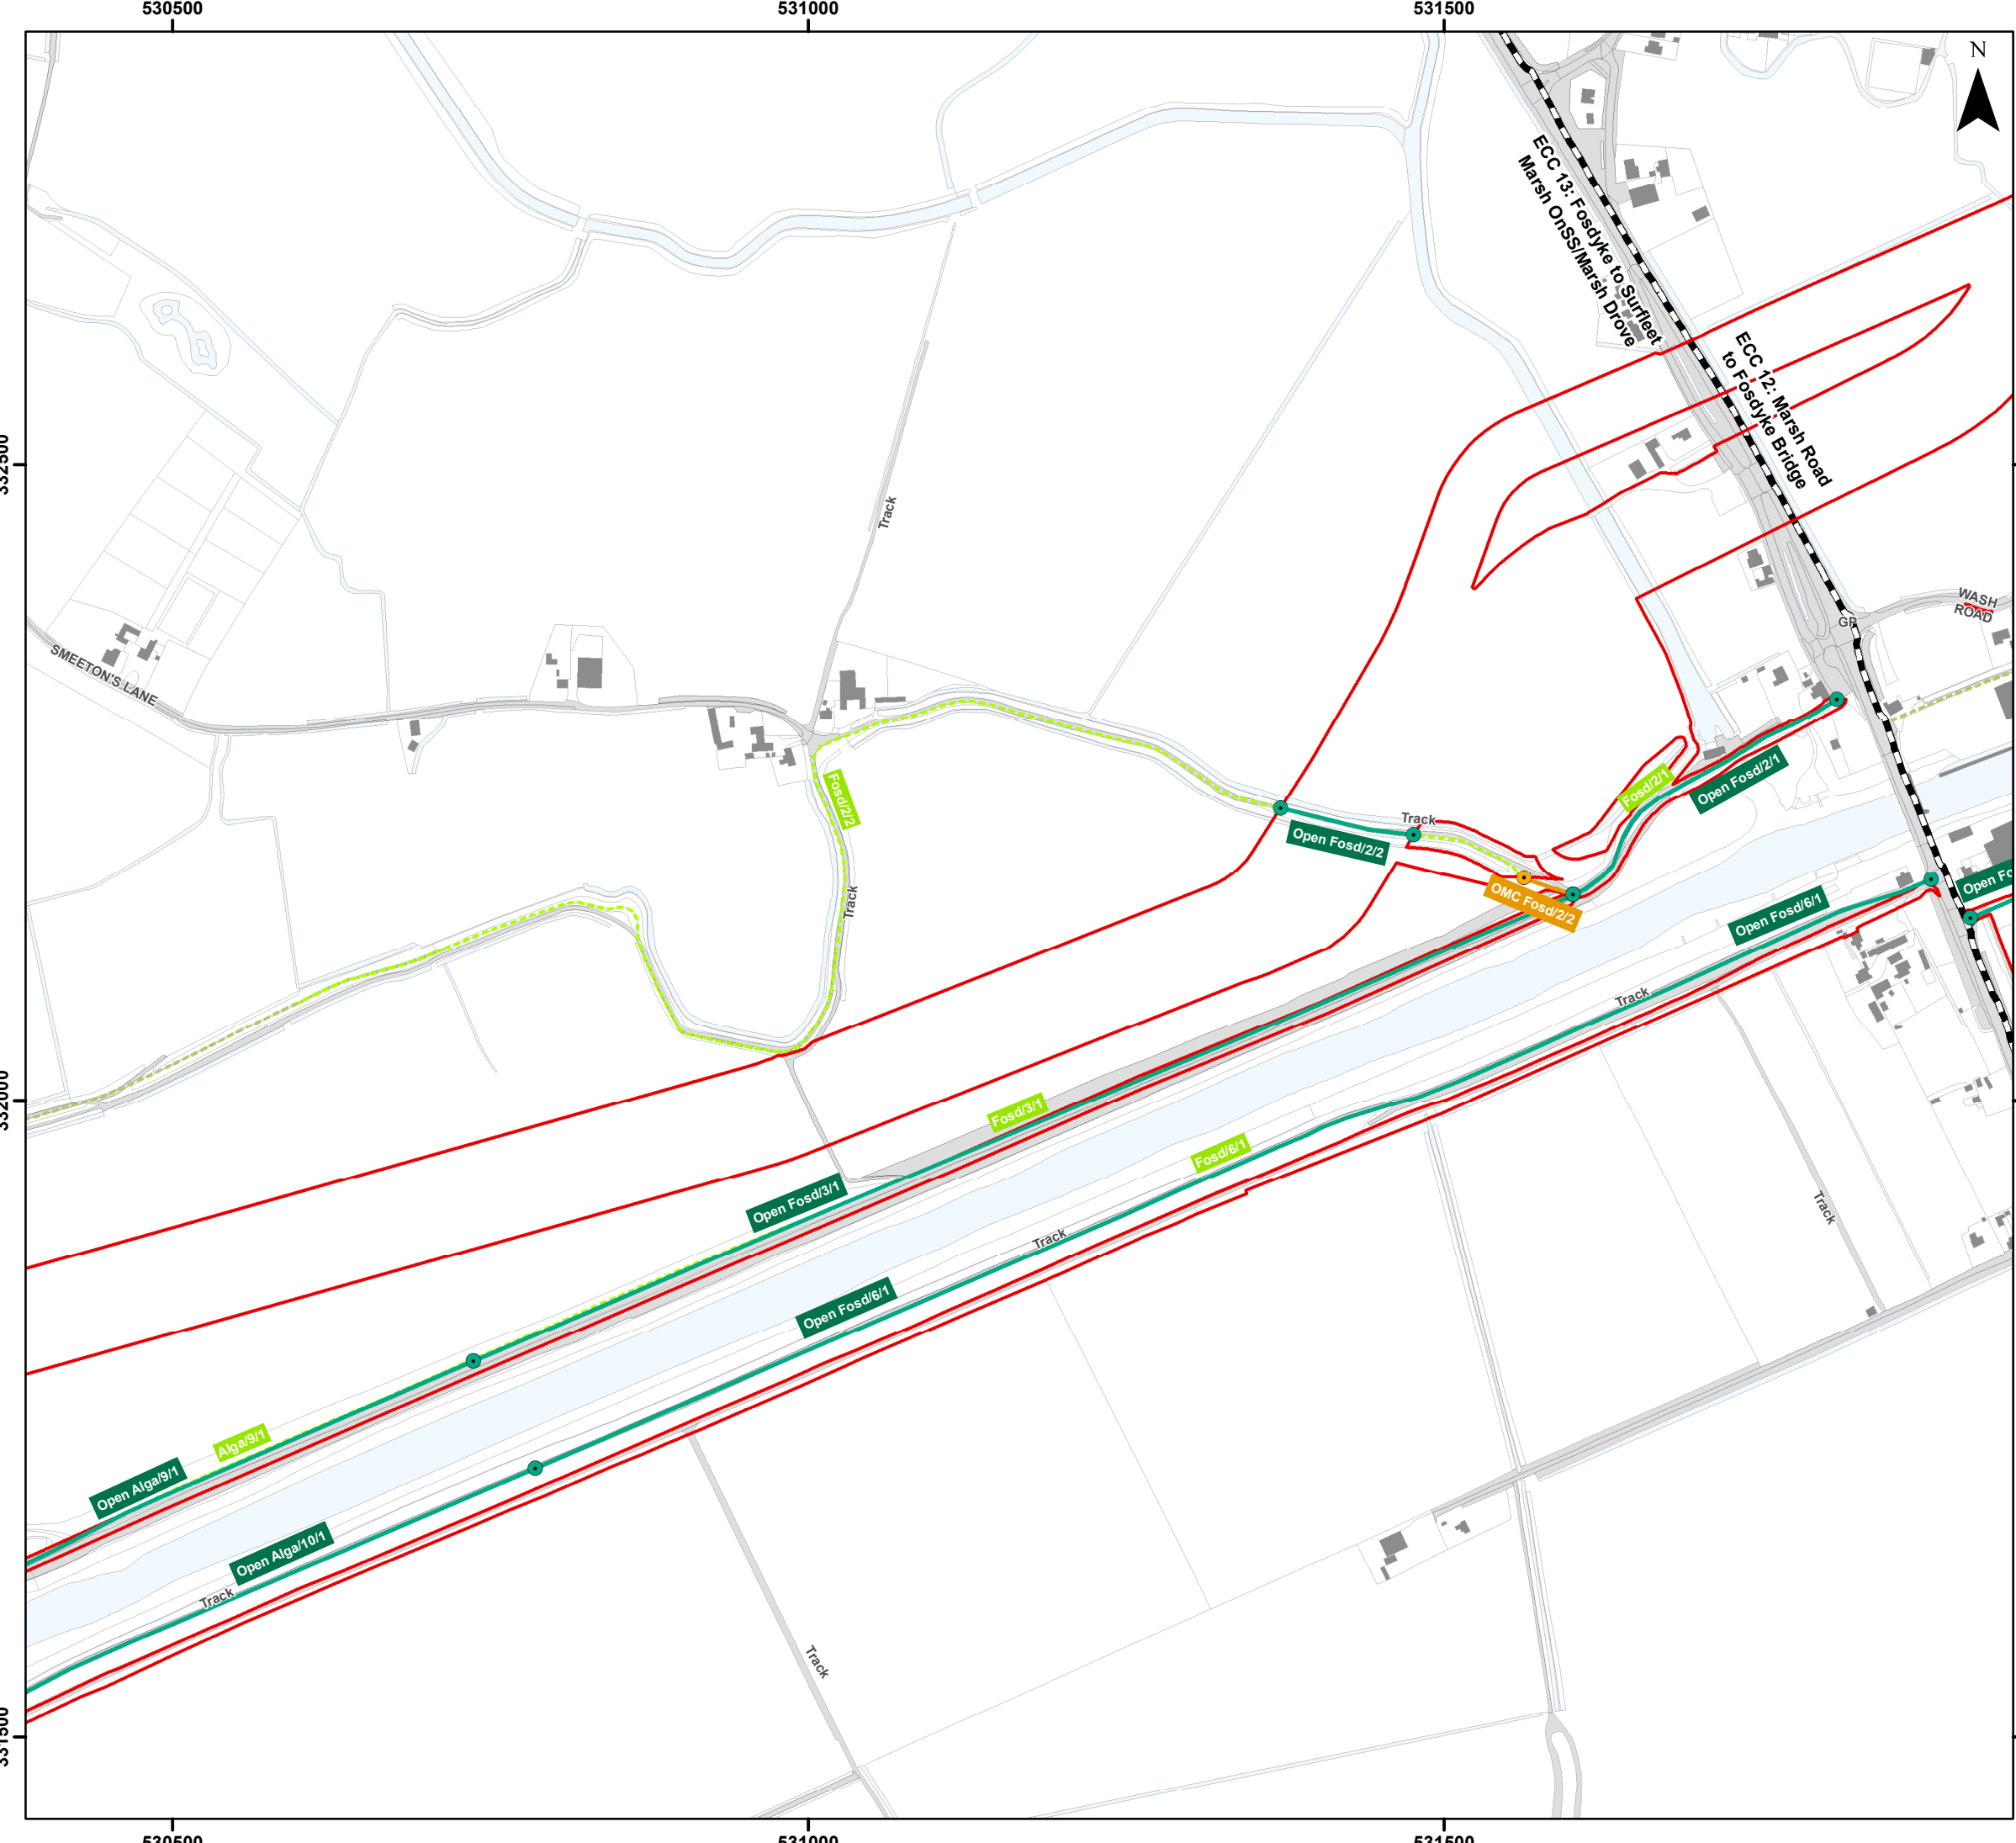 530500
531000
531500
N
ECC 13: Fosdyke to Surfleet
Marsh OnSS/Marsh Drove
ECC 12: Marsh Road
to Fosdyke Bridge
Track
WASH
ROAD
GP
SMEETON'S LANE
Fosd/2/2
Fosd/2/1
Open Fosd/2/1
Track
Open Fosd/2/2
OMC Fosd/2/2
Open Fo
Track
Open Fosd/6/1
Track
Fosd/3/1
Fosd/6/1
Open Fosd/3/1
Track
Track
Open Fosd/6/1
Alga/9/1
Open Alga/9/1
Open Alga/10/1
Track
Track
530500
531000
531500